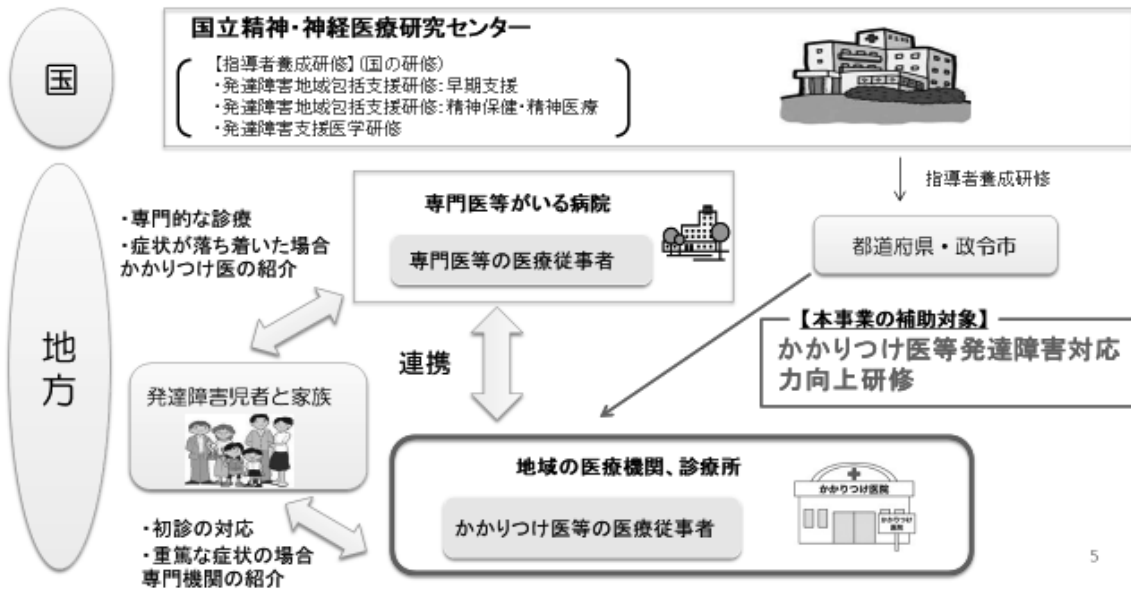 国
国立精神・神経医療研究センター
【指導者養成研修】(国の研修)
・発達障害地域包括支援研修:早期支援
・発達障害地域包括支援研修:精神保健・精神医療
・発達障害支援医学研修
指導者養成研修
都道府県・政令市
地方
・専門的な診療
・症状が落ち着いた場合
かかりつけ医の紹介
専門医等がいる病院
専門医等の医療従事者
【本事業の補助対象】
かかりつけ医等発達障害対応
力向上研修
連携
発達障害児者と家族
地域の医療機関、診療所
かかりつけ医等の医療従事者
かかりつけ医院
かかりつけ
医院
・初診の対応
・重篤な症状の場合
専門機関の紹介
5